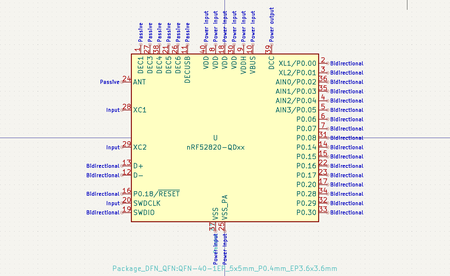 Passive Passive Passive Passive Passive Passive Power input Power input Power input Power input Power input Power input Power output
1 27 38 21 26 11 40 8 18 30 9 10 39
DEC1 DEC3 DEC4 DEC5 DEC6 DECUSB VDD VDD VDD VDD VDDH VBUS DCC
XL1/P0.00 2 Bidirectional
XL2/P0.01 3 Bidirectional
Passive 24 ANT AIN0/P0.02 36 Bidirectional
AIN1/P0.03 35 Bidirectional
AIN2/P0.04 4 Bidirectional
Input 28 XC1 AIN3/P0.05 5 Bidirectional
P0.06 6 Bidirectional
P0.07 7 Bidirectional
U P0.08 31 Bidirectional
Input 29 XC2 nRF52820-QDxx P0.14 14 Bidirectional
P0.15 15 Bidirectional
Bidirectional 13 D+ P0.16 22 Bidirectional
Bidirectional 12 D- P0.17 23 Bidirectional
P0.20 17 Bidirectional
Bidirectional 16 P0.18/RESET P0.28 34 Bidirectional
Input 20 SWDCLK P0.29 32 Bidirectional
Bidirectional 19 SWDIO P0.30 33 Bidirectional
VSS VSS_PA
37 25
Power input Power input
Package_DFN_QFN:QFN-40-1EP_5x5mm_P0.4mm_EP3.6x3.6mm